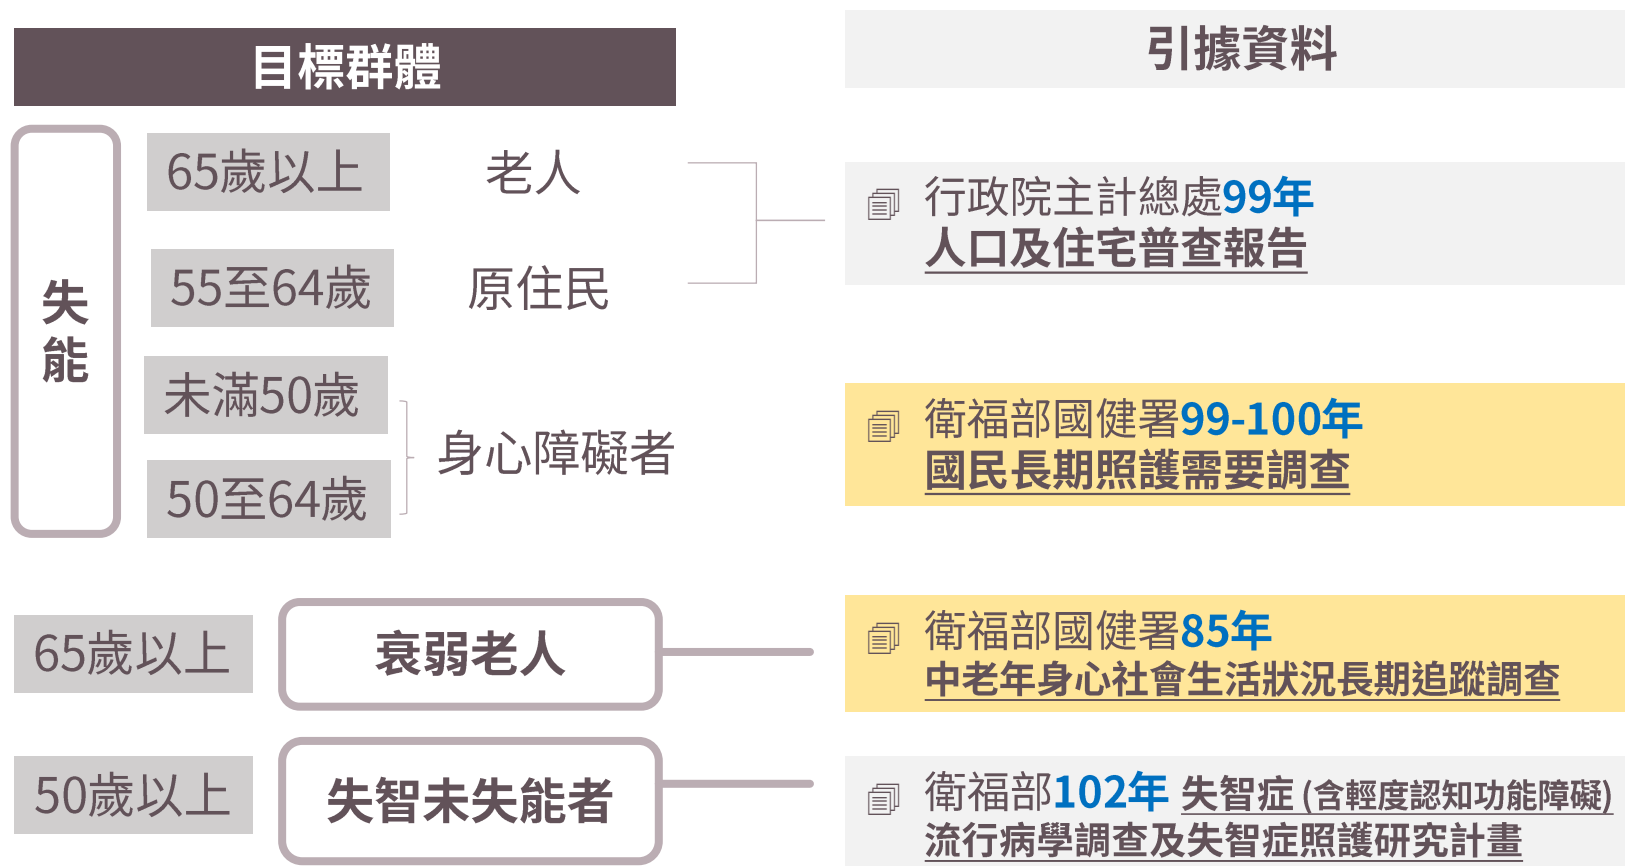 目標群體
引據資料
失能
65歲以上
老人
55至64歲
原住民
未滿50歲
50至64歲
身心障礙者
行政院主計總處99年
人口及住宅普查報告
衛福部國健署99-100年
國民長期照護需要調查
65歲以上
衰弱老人
衛福部國健署85年
中老年身心社會生活狀況長期追蹤調查
50歲以上
失智未失能者
衛福部102年 失智症 (含輕度認知功能障礙)
流行病學調查及失智症照護研究計畫